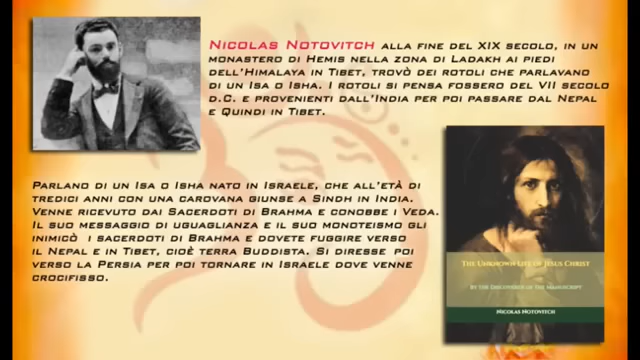 Nicolas Notovitch alla fine del XIX secolo, in un
monastero di Hemis nella zona di Ladakh ai piedi
dell'Himalaya in Tibet, trovò dei rotoli che parlavano
di un Isa o Isha. I rotoli si pensa fossero del VII secolo
d.C. e provenienti dall'India per poi passare dal Nepal
e Quindi in Tibet.
Parlano di un Isa o Isha nato in Israele, che all'età di
tredici anni con una carovana giunse a Sindh in India.
Venne ricevuto dai Sacerdoti di Brahma e conobbe i Veda.
Il suo messaggio di uguaglianza e il suo monoteismo gli
inimicò i sacerdoti di Brahma e dovete fuggire verso
il Nepal e in Tibet, cioè terra Buddista. Si diresse poi
verso la Persia per poi tornare in Israele dove venne
crocifisso.
The Unknown Life of Jesus Christ
By the Discoverer of the Manuscript
Nicolas Notovitch